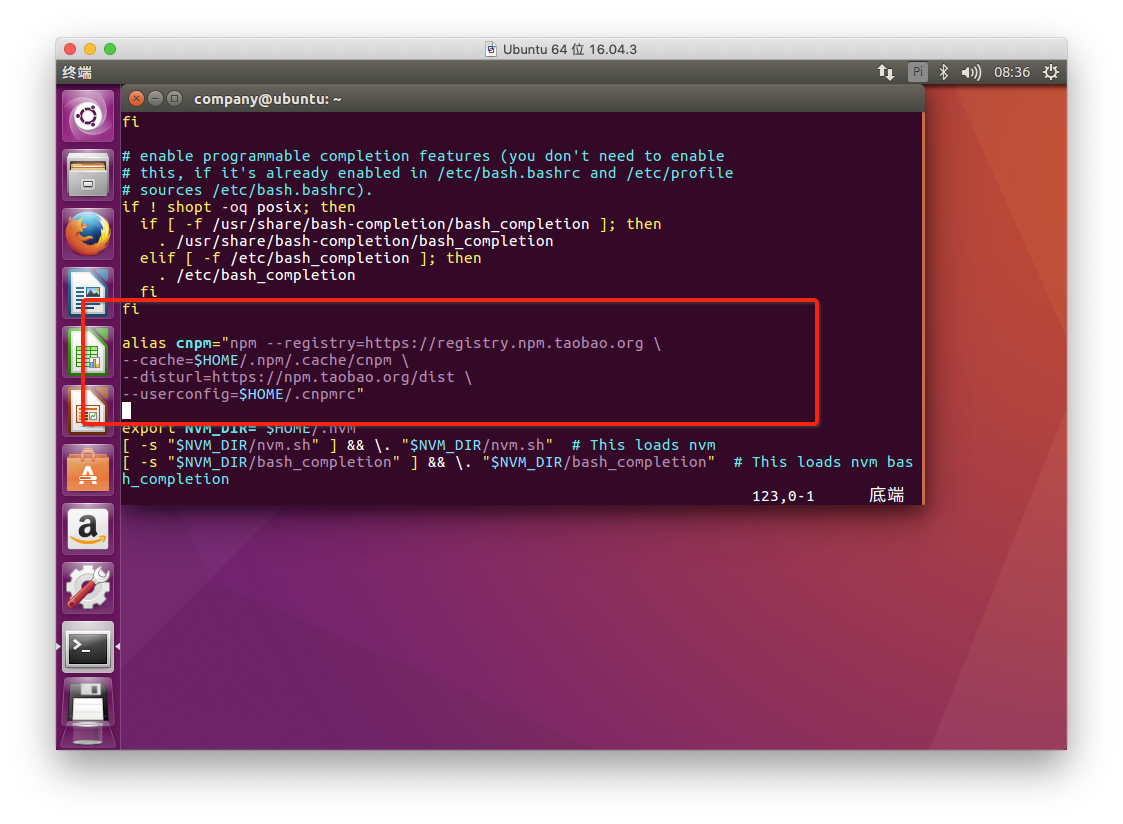 Ubuntu 64 位 16.04.3
终端
Pi
08:36
company@ubuntu: ~
fi
# enable programmable completion features (you don't need to enable
# this, if it's already enabled in /etc/bash.bashrc and /etc/profile
# sources /etc/bash.bashrc).
if ! shopt -oq posix; then
  if [ -f /usr/share/bash-completion/bash_completion ]; then
    . /usr/share/bash-completion/bash_completion
  elif [ -f /etc/bash_completion ]; then
    . /etc/bash_completion
  fi
fi
alias cnpm="npm --registry=https://registry.npm.taobao.org \
--cache=$HOME/.npm/.cache/cnpm \
--disturl=https://npm.taobao.org/dist \
--userconfig=$HOME/.cnpmrc"
export NVM_DIR="$HOME/.nvm"
[ -s "$NVM_DIR/nvm.sh" ] && \. "$NVM_DIR/nvm.sh"  # This loads nvm
[ -s "$NVM_DIR/bash_completion" ] && \. "$NVM_DIR/bash_completion"  # This loads nvm bas
h_completion
123,0-1
底端